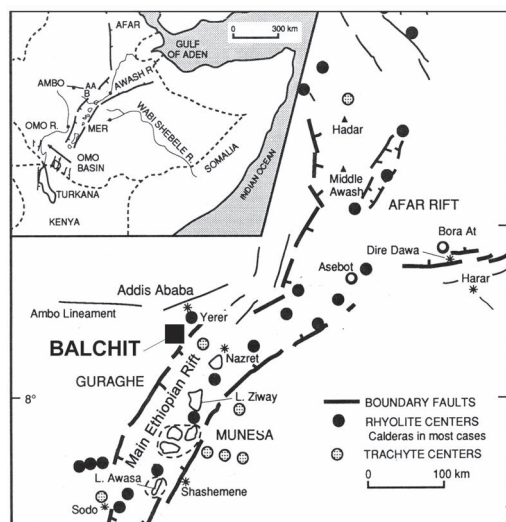 AFAR
0 300 km
GULF
OF ADEN
AMBO
AA
B
AWASH R.
OMO R.
MER
WABI SHEBELE R.
OMO
BASIN
SOMALIA
TURKANA
KENYA
INDIAN OCEAN
Hadar
Middle
Awash
AFAR RIFT
Bora At
Dire Dawa
Asebot
Harar
Addis Ababa
Ambo Lineament
Yerer
BALCHIT
Nazret
GURAGHE
8°
Main Ethiopian Rift
L. Ziway
MUNESA
L. Awasa
Shashemene
Sodo
BOUNDARY FAULTS
RHYOLITE CENTERS
Calderas in most cases
TRACHYTE CENTERS
0 100 km